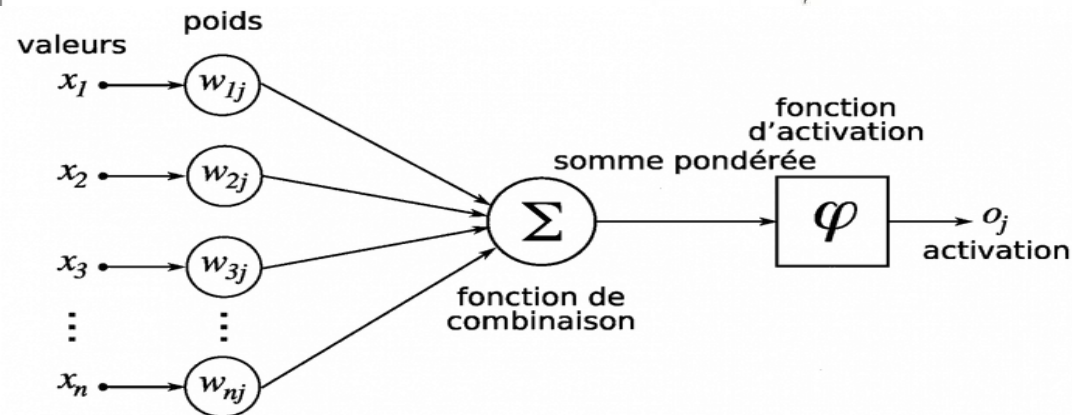 poids
valeurs
x₁
w₁ⱼ
x₂
w₂ⱼ
x₃
w₃ⱼ
⋮
⋮
xₙ
wₙⱼ
Σ
fonction de
combinaison
somme pondérée
fonction
d'activation
φ
oⱼ
activation